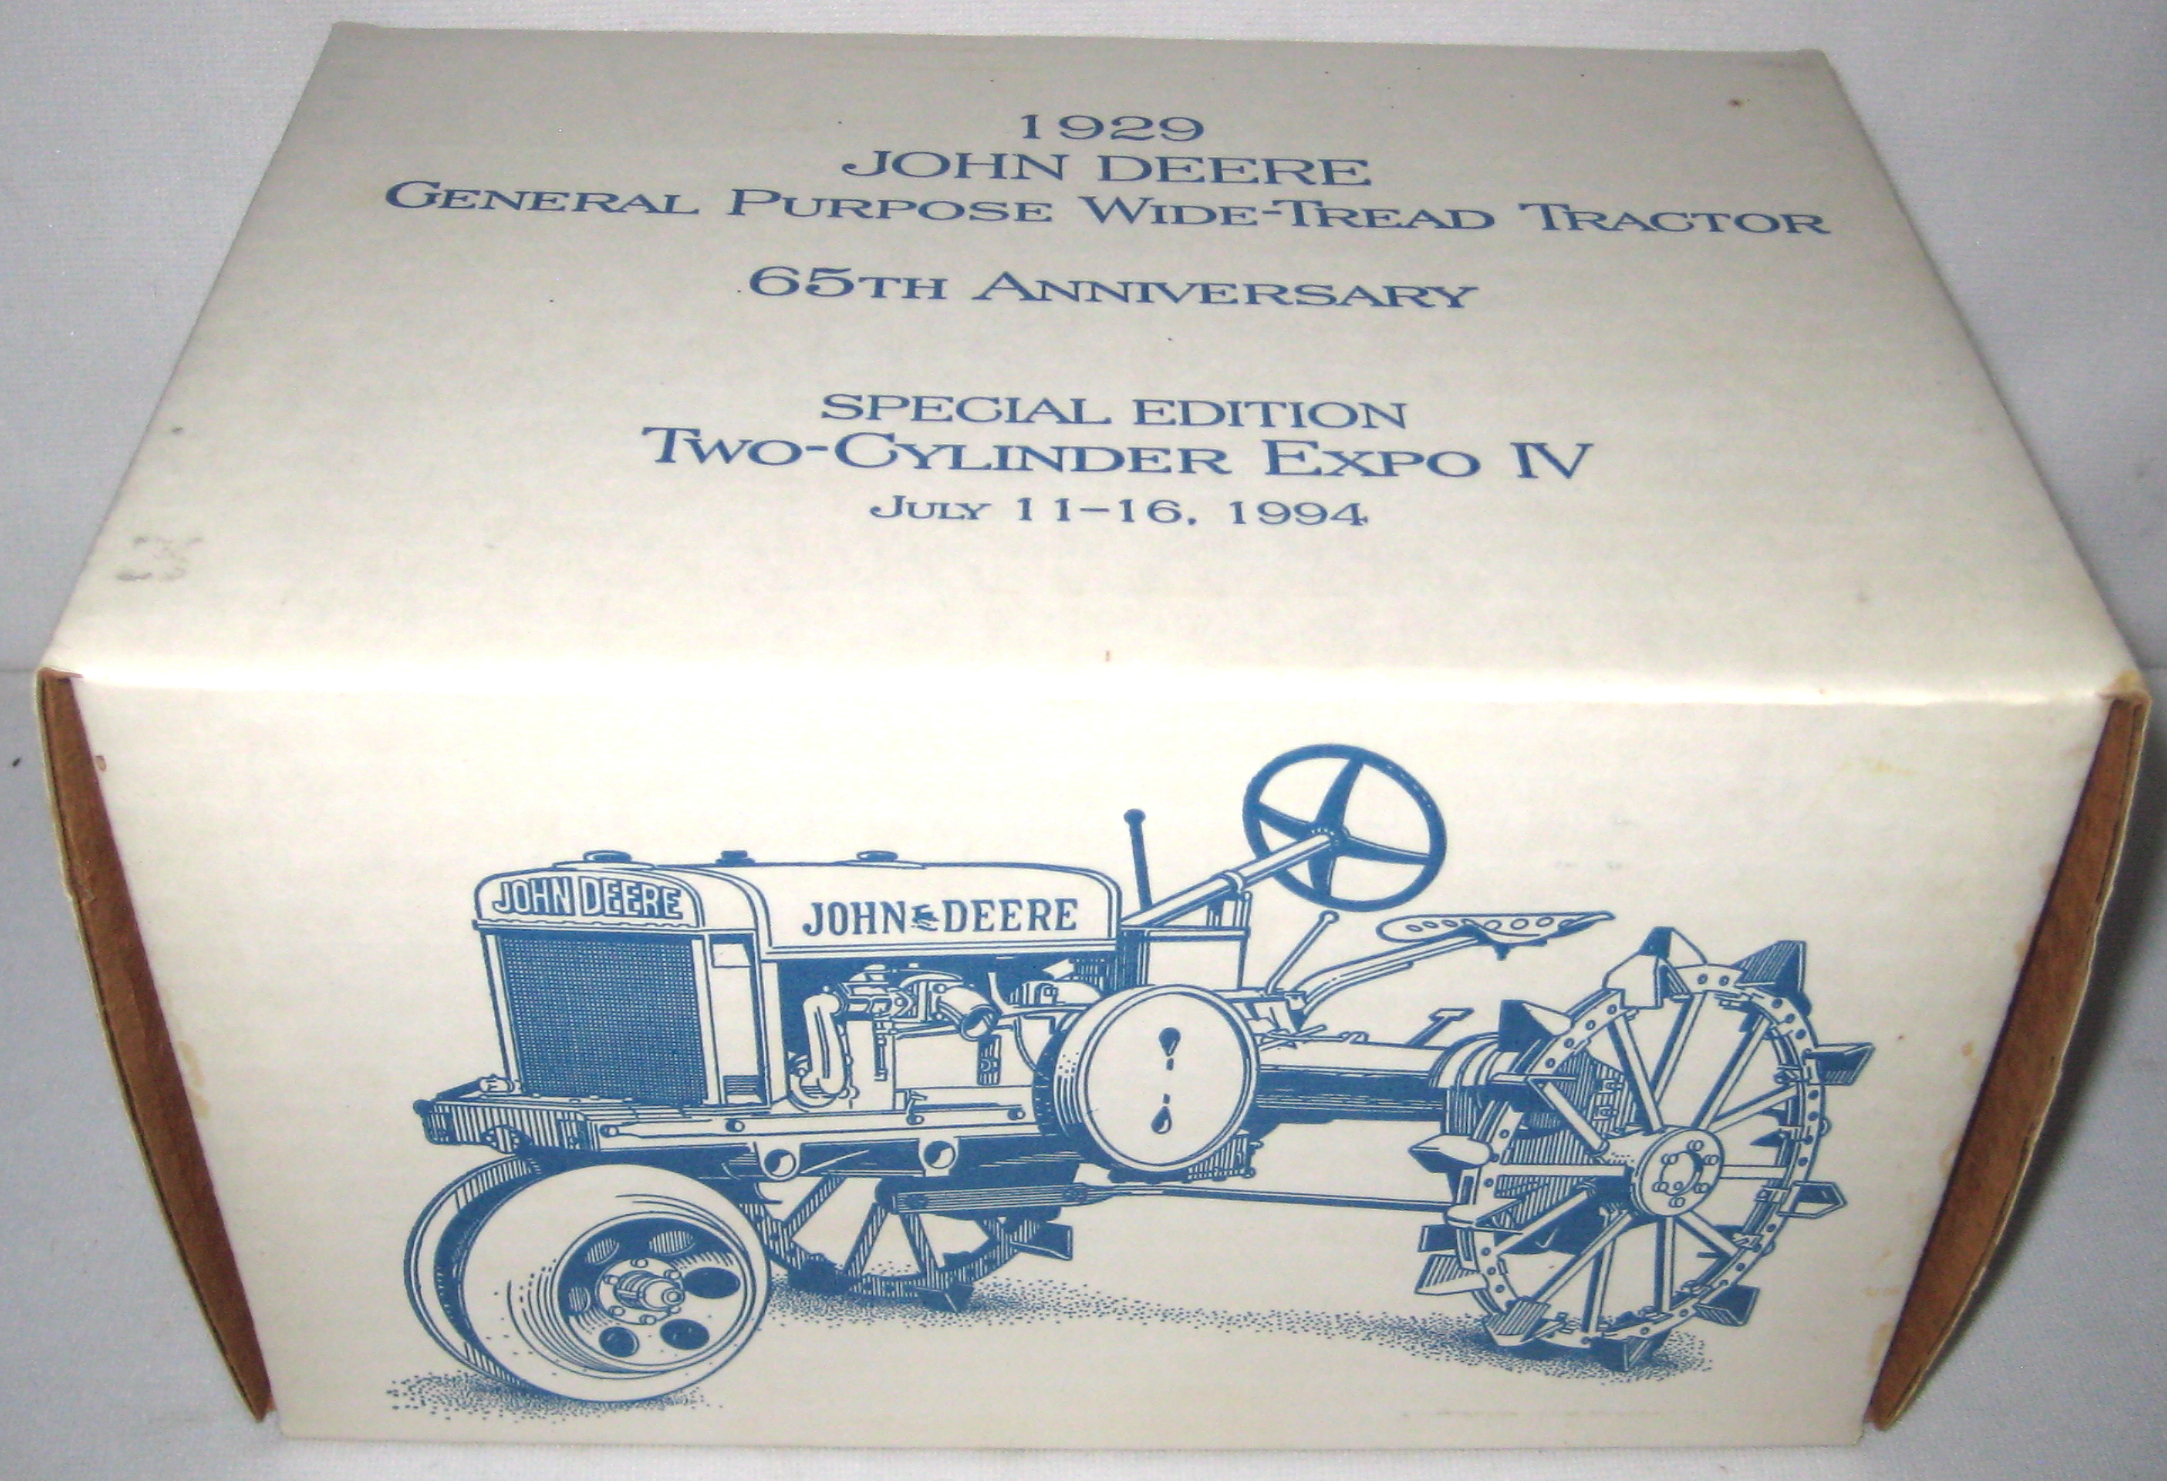 1929
JOHN DEERE
GENERAL PURPOSE WIDE-TREAD TRACTOR
65TH ANNIVERSARY
SPECIAL EDITION
TWO-CYLINDER EXPO IV
JULY 11-16, 1994
JOHN DEERE
JOHN DEERE